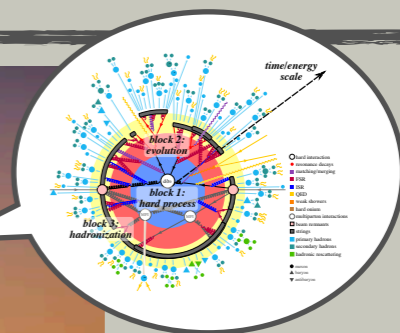 time/energy
scale
block 2:
evolution
block 1:
hard process
block 3:
hadronization
hard interaction
resonance decays
matching/merging
FSR
ISR
QED
weak showers
hard onium
multiparton interactions
beam remnants
strings
primary hadrons
secondary hadrons
hadronic rescattering
meson
baryon
antibaryon